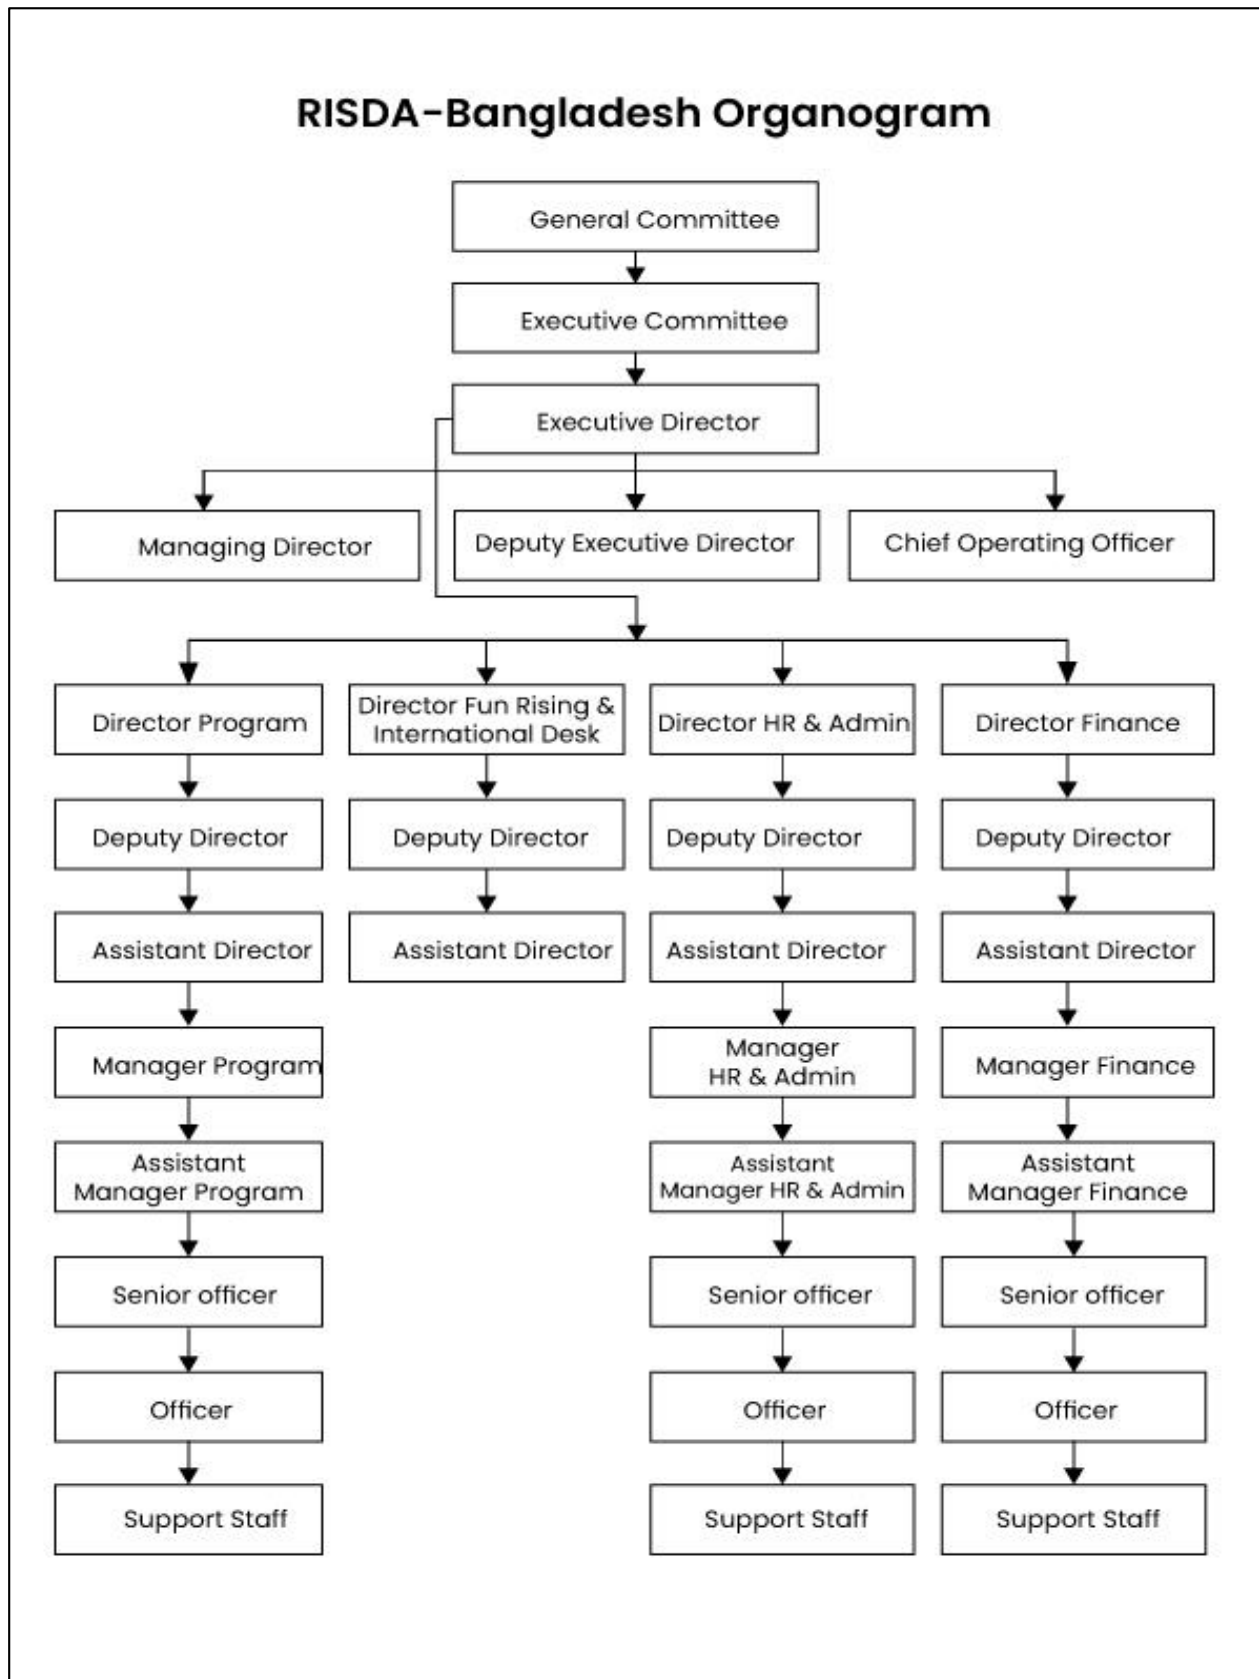 RISDA-Bangladesh Organogram
General Committee
Executive Committee
Executive Director
Managing Director
Deputy Executive Director
Chief Operating Officer
Director Program
Director Fun Rising &
International Desk
Director HR & Admin
Director Finance
Deputy Director
Deputy Director
Deputy Director
Deputy Director
Assistant Director
Assistant Director
Assistant Director
Assistant Director
Manager Program
Manager
HR & Admin
Manager Finance
Assistant
Manager Program
Assistant
Manager HR & Admin
Assistant
Manager Finance
Senior officer
Senior officer
Senior officer
Officer
Officer
Officer
Support Staff
Support Staff
Support Staff